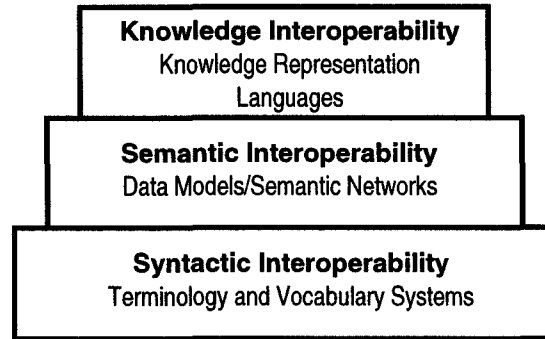 Knowledge Interoperability
Knowledge Representation
Languages
Semantic Interoperability
Data Models/Semantic Networks
Syntactic Interoperability
Terminology and Vocabulary Systems